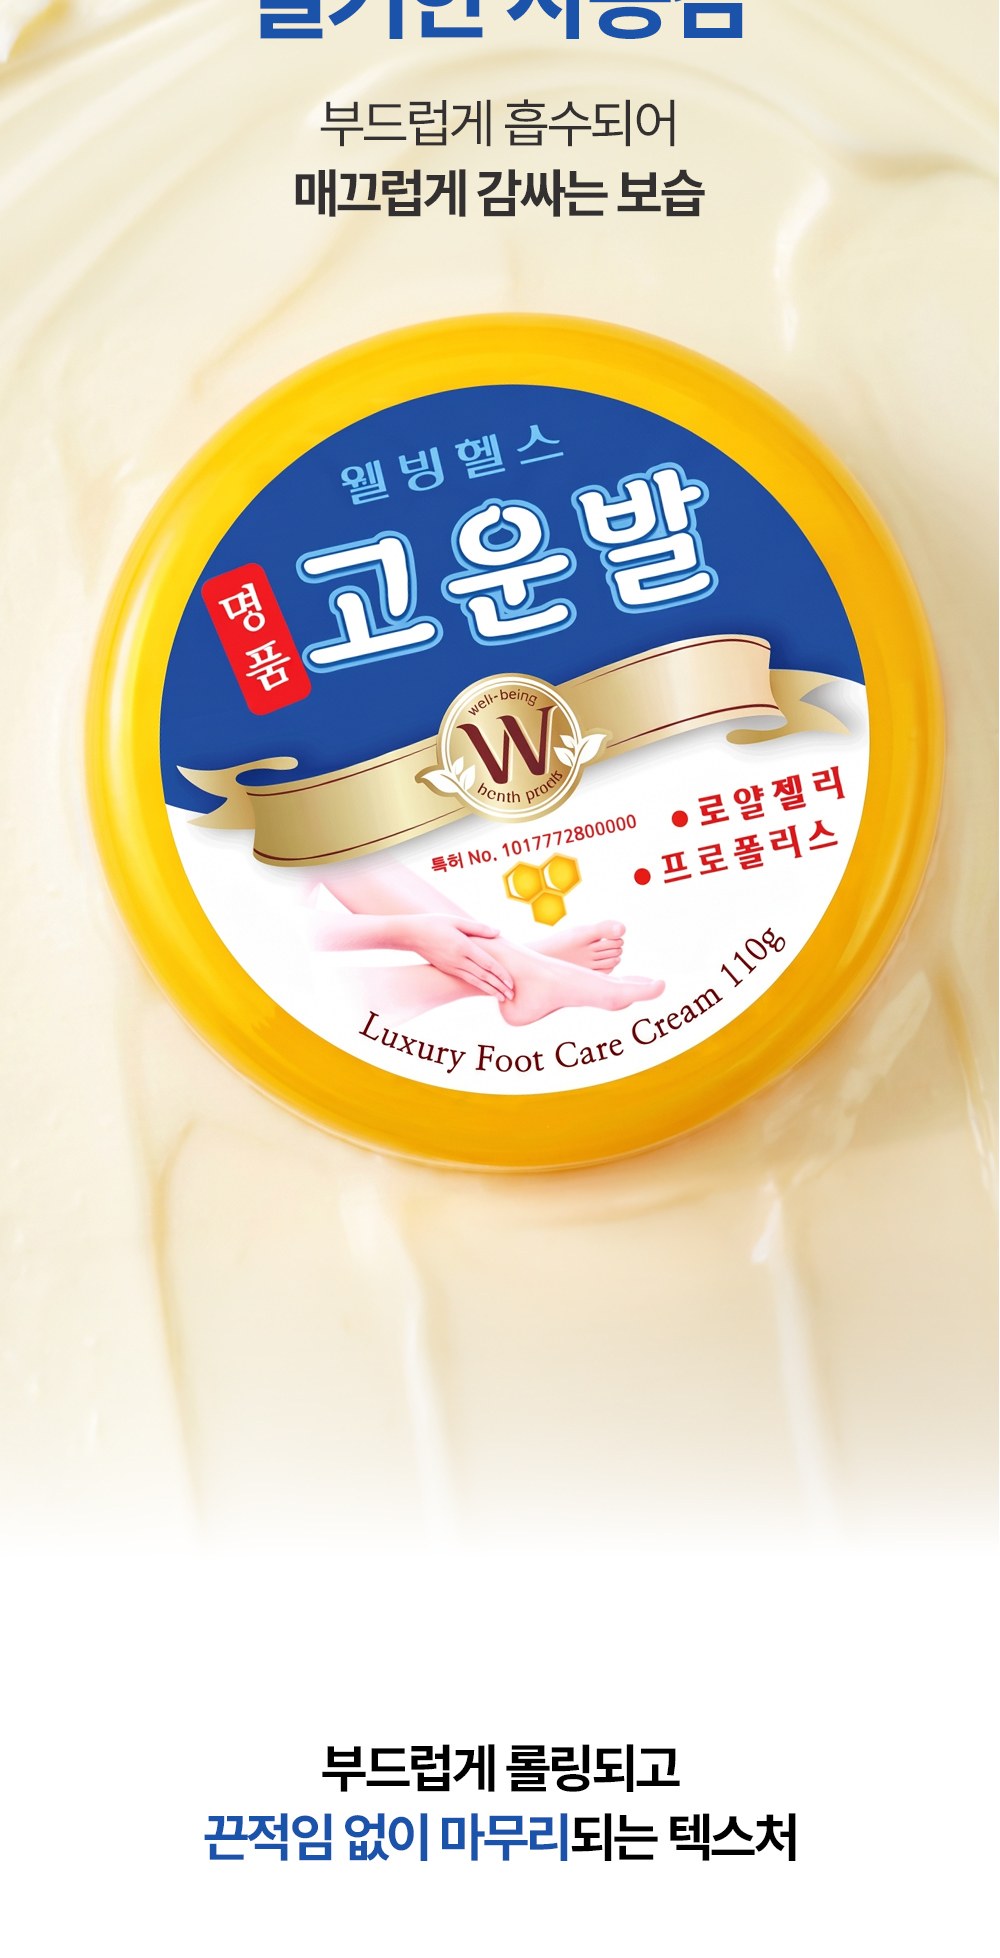 부드럽게 흡수되어
매끄럽게 감싸는 보습
웰빙헬스
명품
고운발
well-being
W
특허 No. 1017772800000
●로얄젤리
●프로폴리스
Luxury Foot Care Cream 110g
부드럽게 롤링되고
끈적임 없이 마무리되는 텍스처